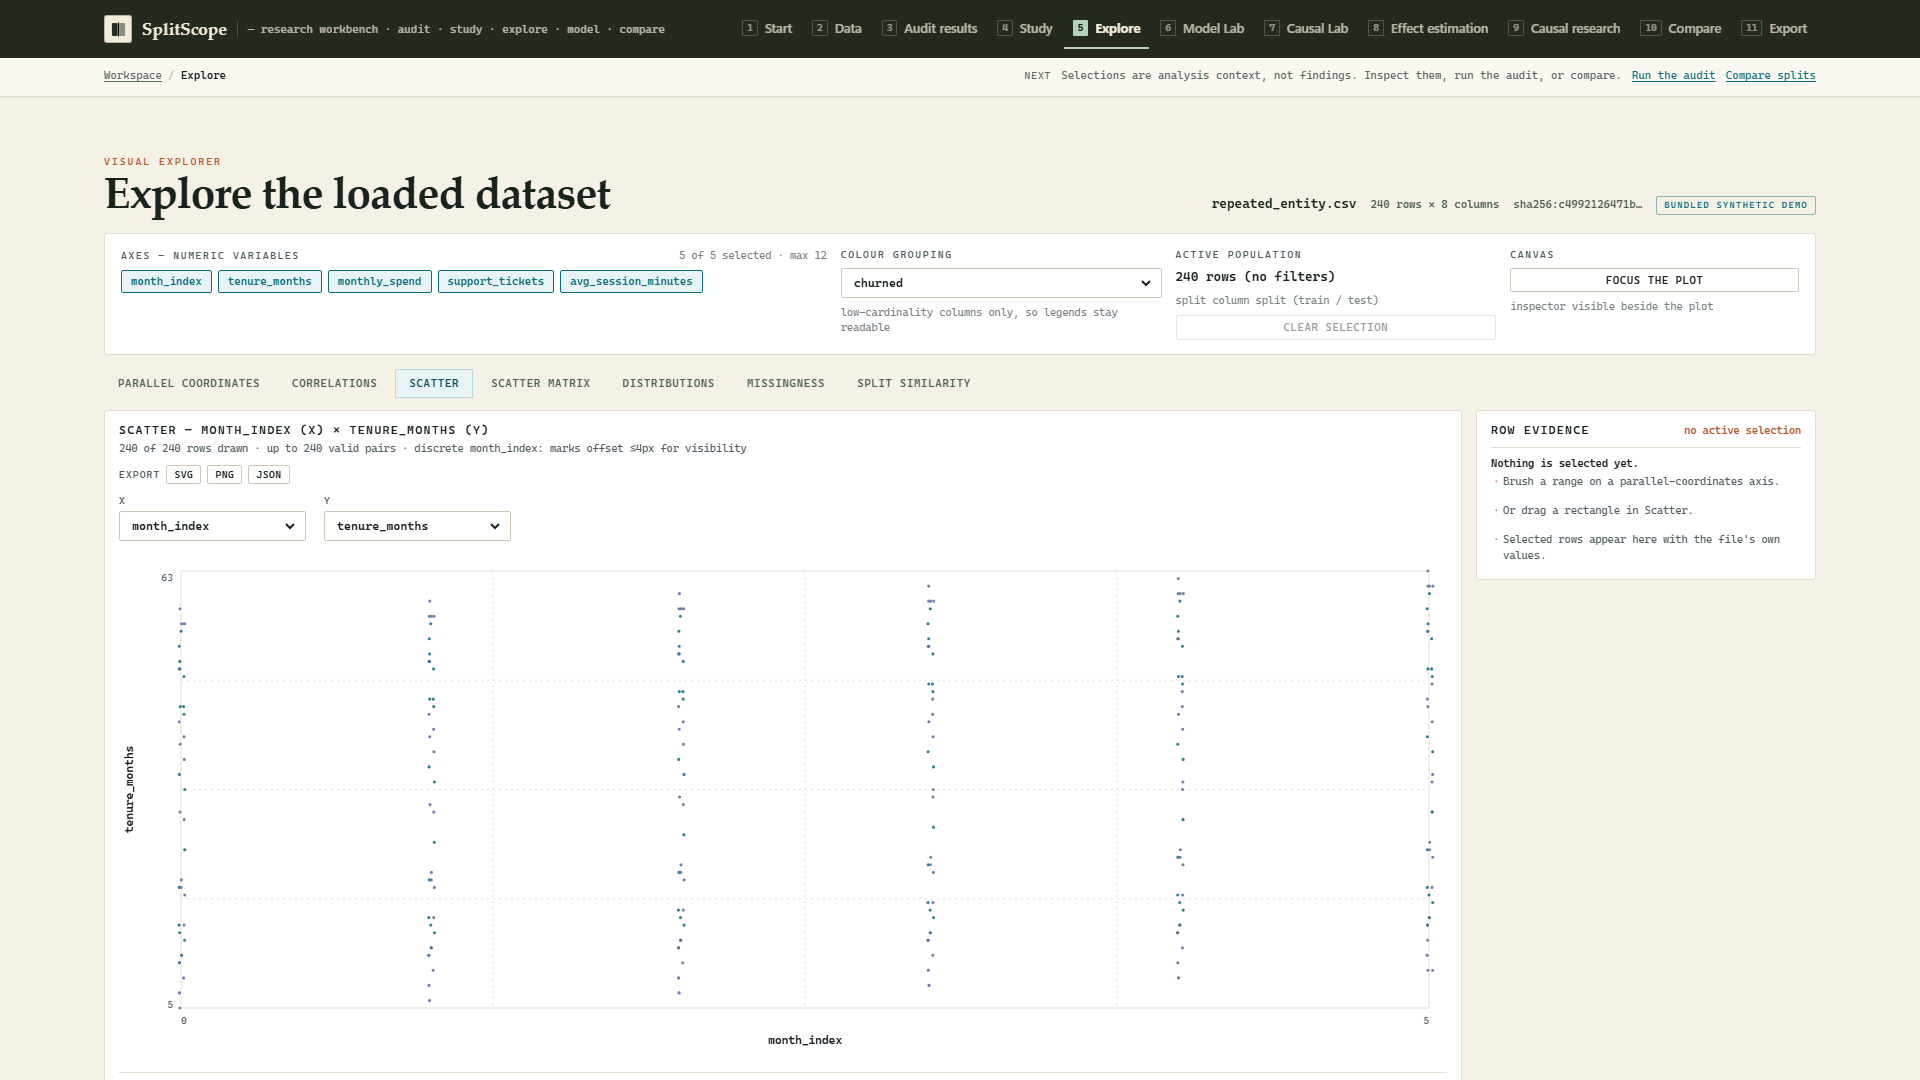 SplitScope — research workbench · audit · study · explore · model · compare 1 Start 2 Data 3 Audit results 4 Study 5 Explore 6 Model Lab 7 Causal Lab 8 Effect estimation 9 Causal research 10 Compare 11 Export
Workspace / Explore NEXT Selections are analysis context, not findings. Inspect them, run the audit, or compare. Run the audit Compare splits
VISUAL EXPLORER
Explore the loaded dataset
repeated_entity.csv 240 rows × 8 columns sha256:c4992126471b… BUNDLED SYNTHETIC DEMO
AXES — NUMERIC VARIABLES 5 of 5 selected · max 12
month_index tenure_months monthly_spend support_tickets avg_session_minutes
COLOUR GROUPING
churned
low-cardinality columns only, so legends stay
readable
ACTIVE POPULATION
240 rows (no filters)
split column split (train / test)
CLEAR SELECTION
CANVAS
FOCUS THE PLOT
inspector visible beside the plot
PARALLEL COORDINATES CORRELATIONS SCATTER SCATTER MATRIX DISTRIBUTIONS MISSINGNESS SPLIT SIMILARITY
SCATTER — MONTH_INDEX (X) × TENURE_MONTHS (Y)
240 of 240 rows drawn · up to 240 valid pairs · discrete month_index: marks offset ≤4px for visibility
EXPORT SVG PNG JSON
X Y
month_index tenure_months
63
tenure_months
5
0 5
month_index
ROW EVIDENCE no active selection
Nothing is selected yet.
· Brush a range on a parallel-coordinates axis.
· Or drag a rectangle in Scatter.
· Selected rows appear here with the file's own
values.